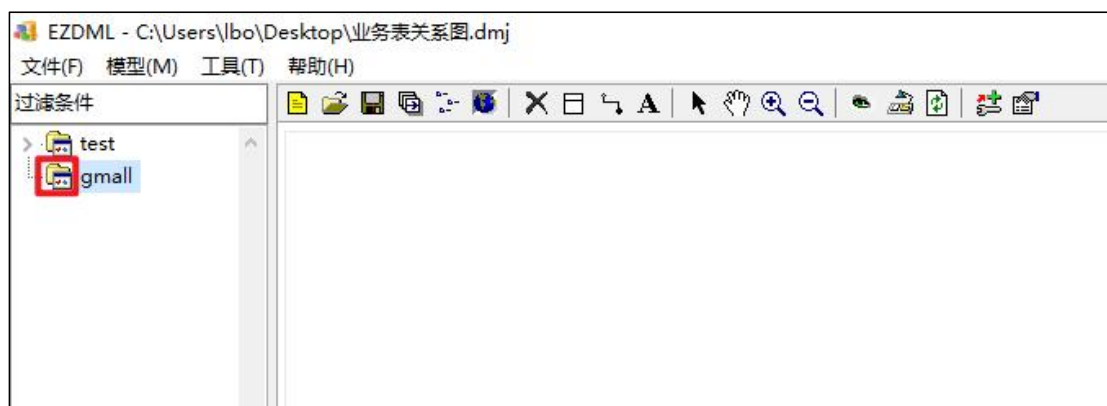 EZDML - C:\Users\lbo\Desktop\业务表关系图.dmj
文件(F) 模型(M) 工具(T) 帮助(H)
过滤条件
test
gmall